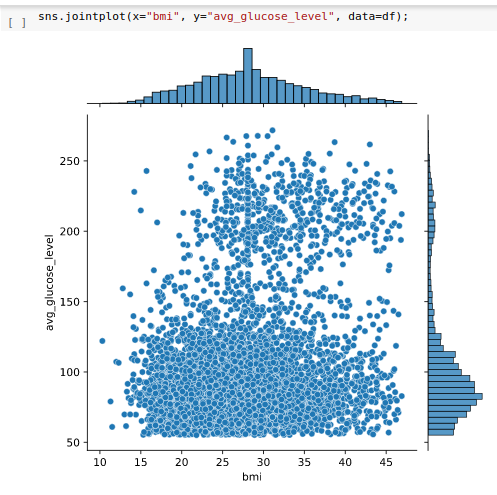 [ ] sns.jointplot(x="bmi", y="avg_glucose_level", data=df);
250
200
150
100
50
avg_glucose_level
10 15 20 25 30 35 40 45
bmi